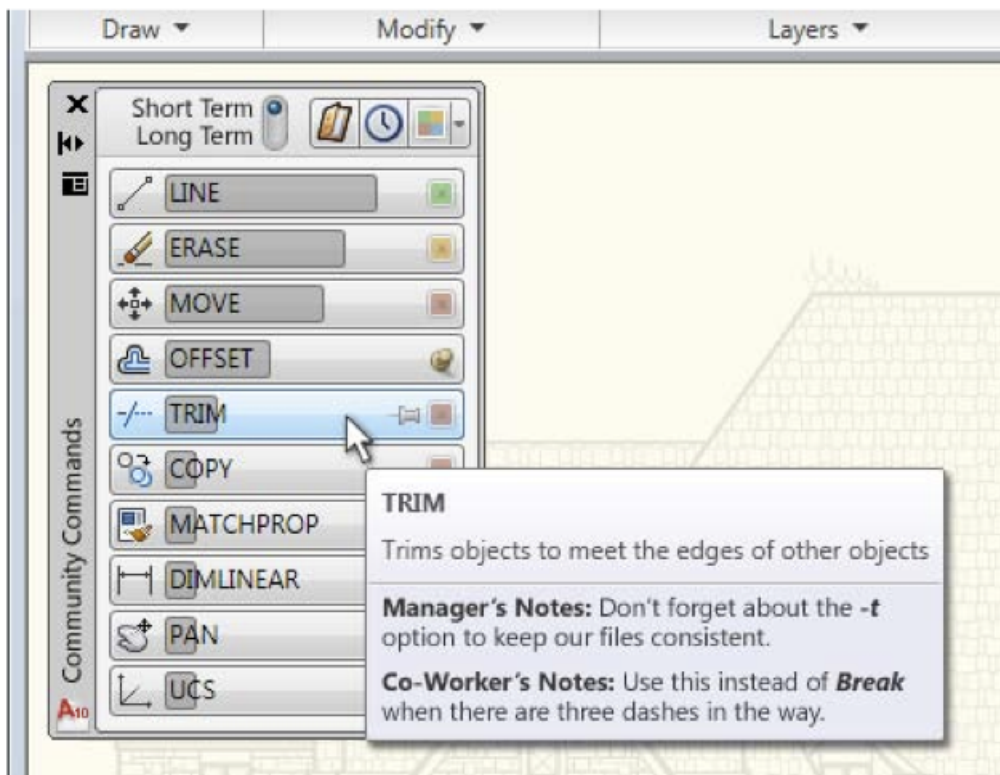 Draw
Modify
Layers
Short Term
Long Term
LINE
ERASE
MOVE
OFFSET
TRIM
COPY
MATCHPROP
DIMLINEAR
PAN
UCS
Community Commands
A10
TRIM
Trims objects to meet the edges of other objects
Manager's Notes: Don't forget about the -t
option to keep our files consistent.
Co-Worker's Notes: Use this instead of Break
when there are three dashes in the way.